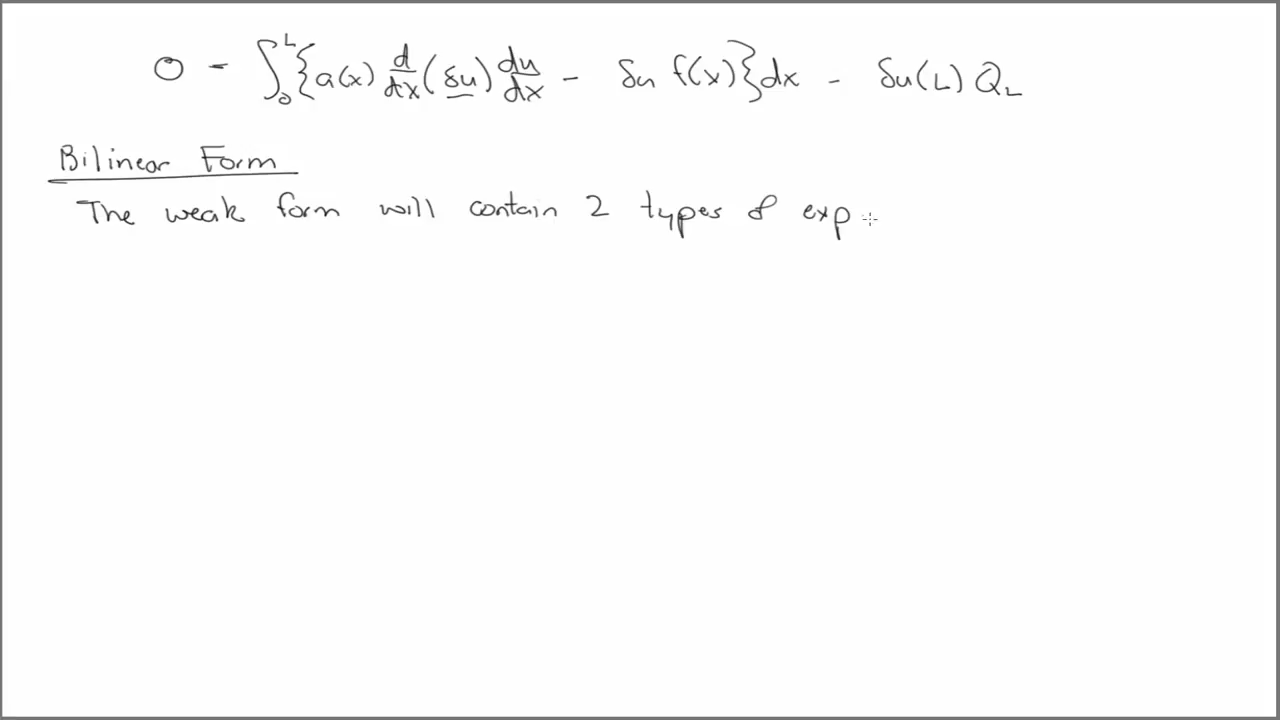 0 = ∫₀ᴸ {a(x) d/dx (δu) du/dx - δu f(x)} dx - δu(L) Q_L
Bilinear Form
The weak form will contain 2 types of exp